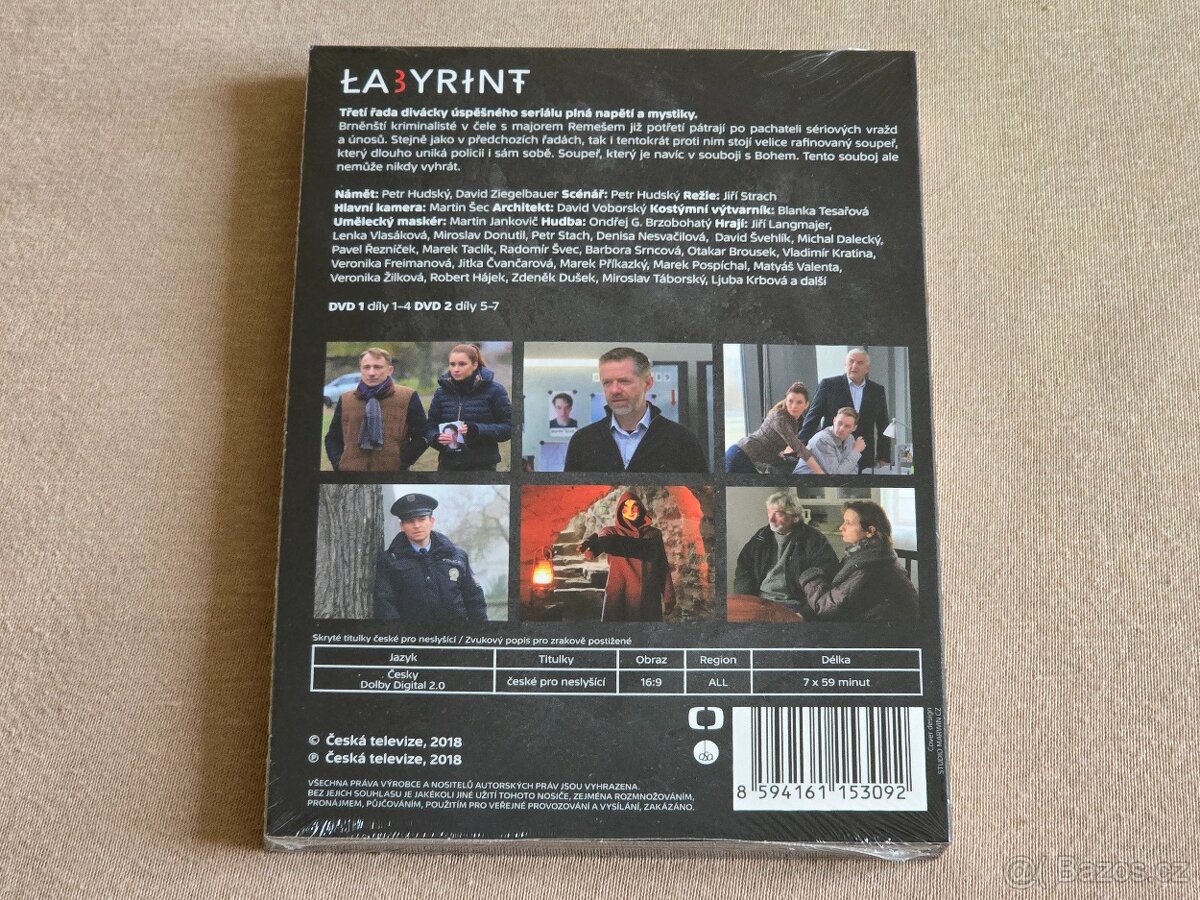 ŁA3YRINT
Třetí řada divácky úspěšného seriálu plná napětí a mystiky.
Brněnští kriminalisté v čele s majorem Remešem již potřetí pátrají po pachateli sériových vražd
a únosů. Stejně jako v předchozích řadách, tak i tentokrát proti nim stojí velice rafinovaný soupeř,
který dlouho uniká policii i sám sobě. Soupeř, který je navíc v souboji s Bohem. Tento souboj ale
nemůže nikdy vyhrát.
Námět: Petr Hudský, David Ziegelbauer Scénář: Petr Hudský Režie: Jiří Strach
Hlavní kamera: Martin Šec Architekt: David Voborský Kostýmní výtvarník: Blanka Tesařová
Umělecký maskér: Martin Jankovič Hudba: Ondřej G. Brzobohatý Hrají: Jiří Langmajer,
Lenka Vlasáková, Miroslav Donutil, Petr Stach, Denisa Nesvačilová, David Švehlík, Michal Dalecký,
Pavel Řezníček, Marek Taclík, Radomír Švec, Barbora Srncová, Otakar Brousek, Vladimír Kratina,
Veronika Freimanová, Jitka Čvančarová, Marek Příkazký, Marek Pospíchal, Matyáš Valenta,
Veronika Žilková, Robert Hájek, Zdeněk Dušek, Miroslav Táborský, Ljuba Krbová a další
DVD 1 díly 1–4 DVD 2 díly 5–7
Skryté titulky české pro neslyšící / Zvukový popis pro zrakově postižené
Jazyk Titulky Obraz Region Délka
Česky
Dolby Digital 2.0 české pro neslyšící 16:9 ALL 7 x 59 minut
© Česká televize, 2018
℗ Česká televize, 2018
VŠECHNA PRÁVA VÝROBCE A NOSITELŮ AUTORSKÝCH PRÁV JSOU VYHRAZENA.
BEZ JEJICH SOUHLASU JE JAKÉKOLI JINÉ UŽITÍ TOHOTO NOSIČE, ZEJMÉNA ROZMNOŽOVÁNÍM,
PRONÁJMEM, PŮJČOVÁNÍM, POUŽITÍM PRO VEŘEJNÉ PROVOZOVÁNÍ A VYSÍLÁNÍ, ZAKÁZÁNO.
dsa
8 594161 153092
Cover design
STUDIO MARWIN CZ
Bazos.cz